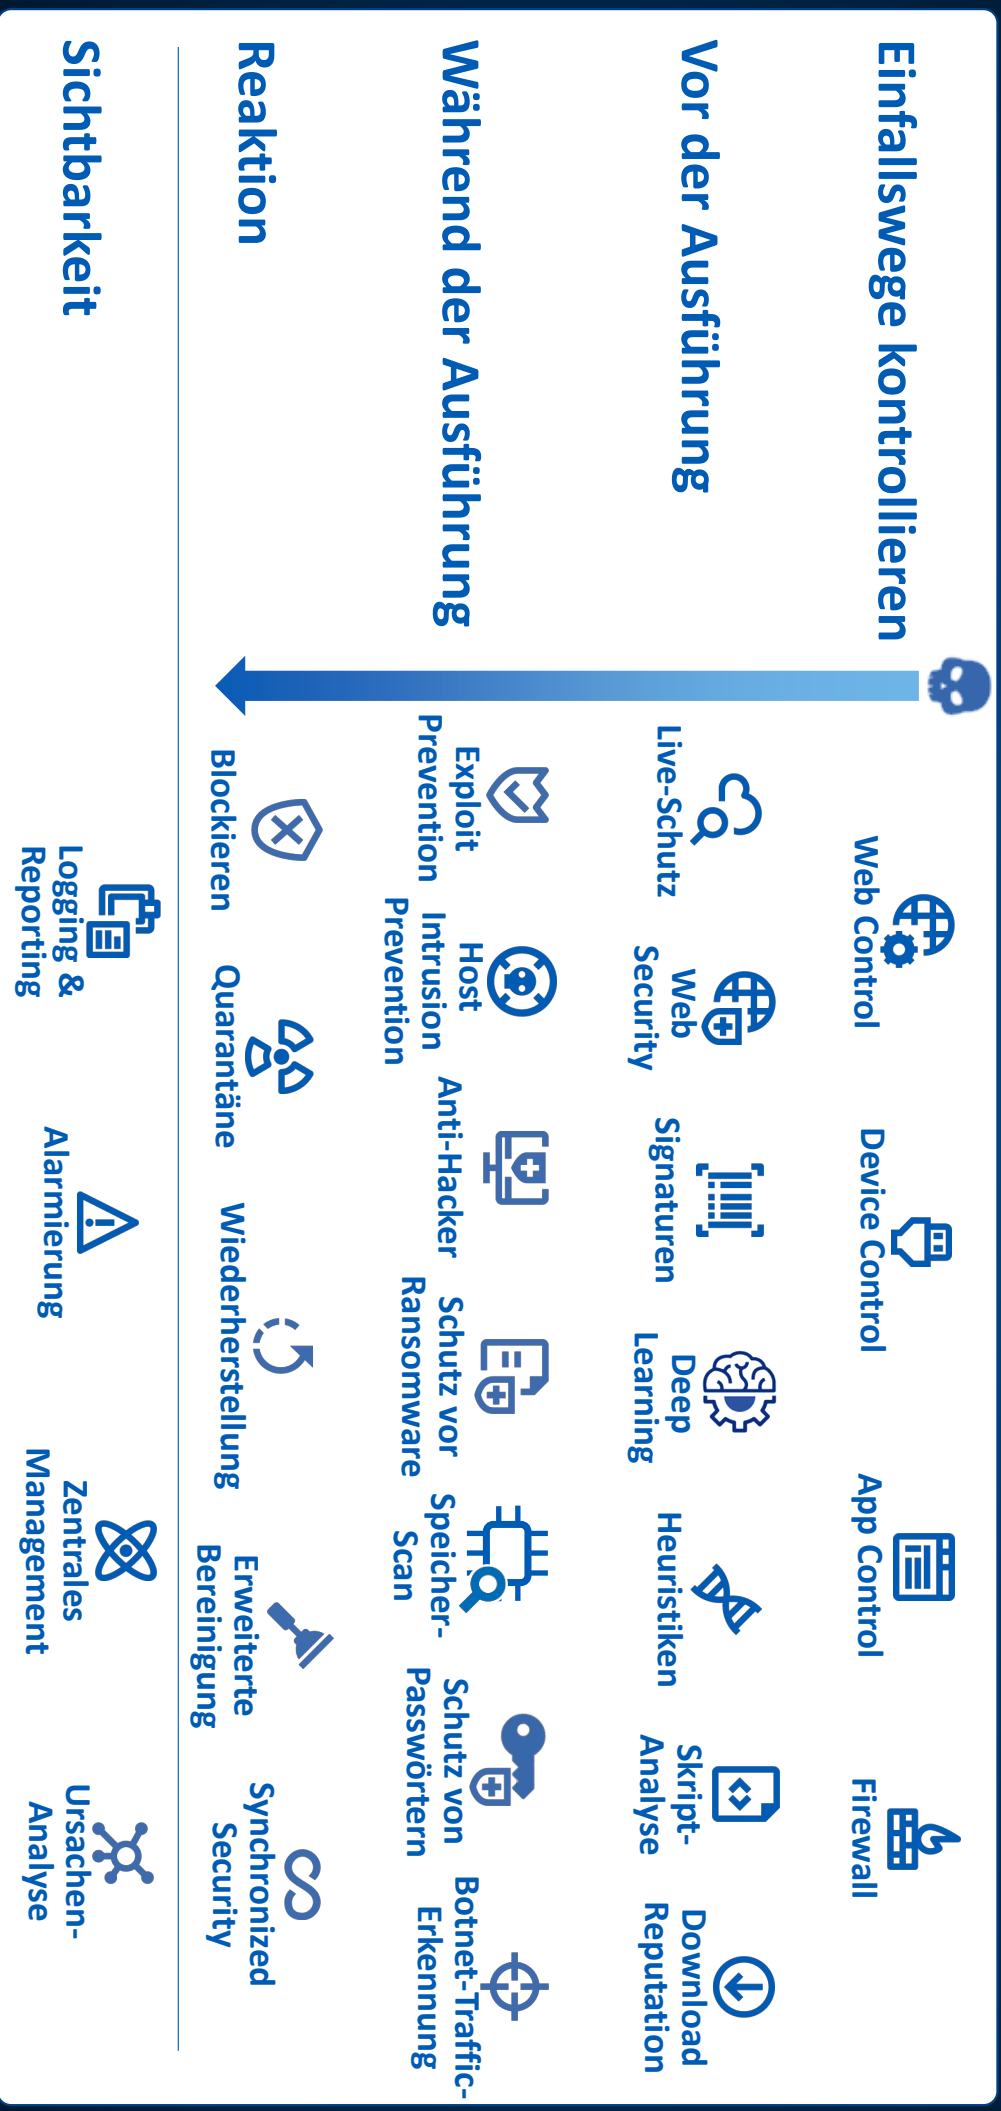 Einfallswege kontrollieren
Web Control
Device Control
App Control
Firewall
Vor der Ausführung
Live-Schutz
Web
Security
Signaturen
Deep
Learning
Heuristiken
Skript-
Analyse
Download
Reputation
Während der Ausführung
Exploit
Prevention
Host
Intrusion
Prevention
Anti-Hacker
Schutz vor
Ransomware
Speicher-
Scan
Schutz von
Passwörtern
Botnet-Traffic-
Erkennung
Reaktion
Blockieren
Quarantäne
Wiederherstellung
Erweiterte
Bereinigung
Synchronized
Security
Sichtbarkeit
Logging &
Reporting
Alarmierung
Zentrales
Management
Ursachen-
Analyse